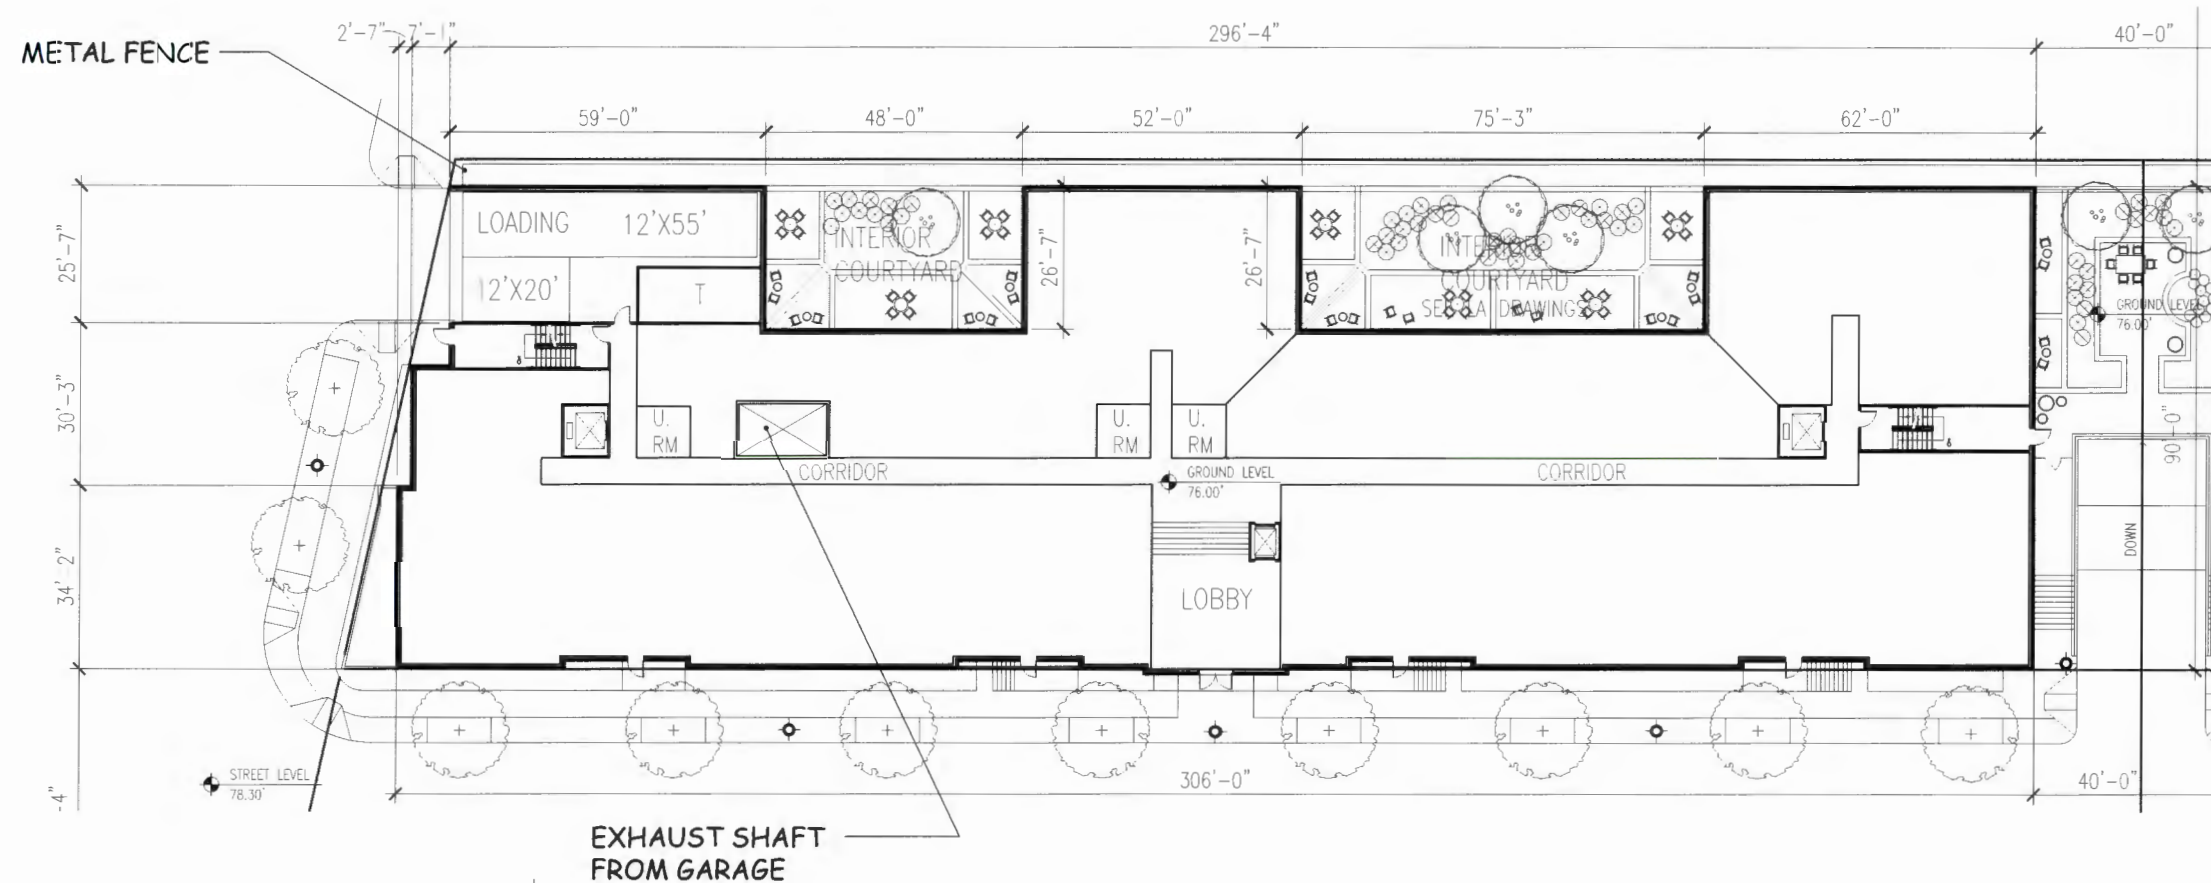 2'-7" 7'-1" 296'-4" 40'-0"
METAL FENCE
59'-0" 48'-0" 52'-0" 75'-3" 62'-0"
25'-7"
LOADING 12'X55'
12'X20'
T
INTERIOR
COURTYARD
26'-7"
26'-7"
INTERIOR
COURTYARD
GROUND LEVEL
76.00'
30'-3"
U.
RM
U.
RM
U.
RM
90'-0"
CORRIDOR
GROUND LEVEL
76.00'
CORRIDOR
34'-2"
LOBBY
DOWN
STREET LEVEL
78.30'
-4"
306'-0" 40'-0"
EXHAUST SHAFT
FROM GARAGE